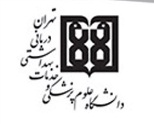 دانشگاه علوم پزشکی
و خدمات
بهداشتی
درمانی
تهران